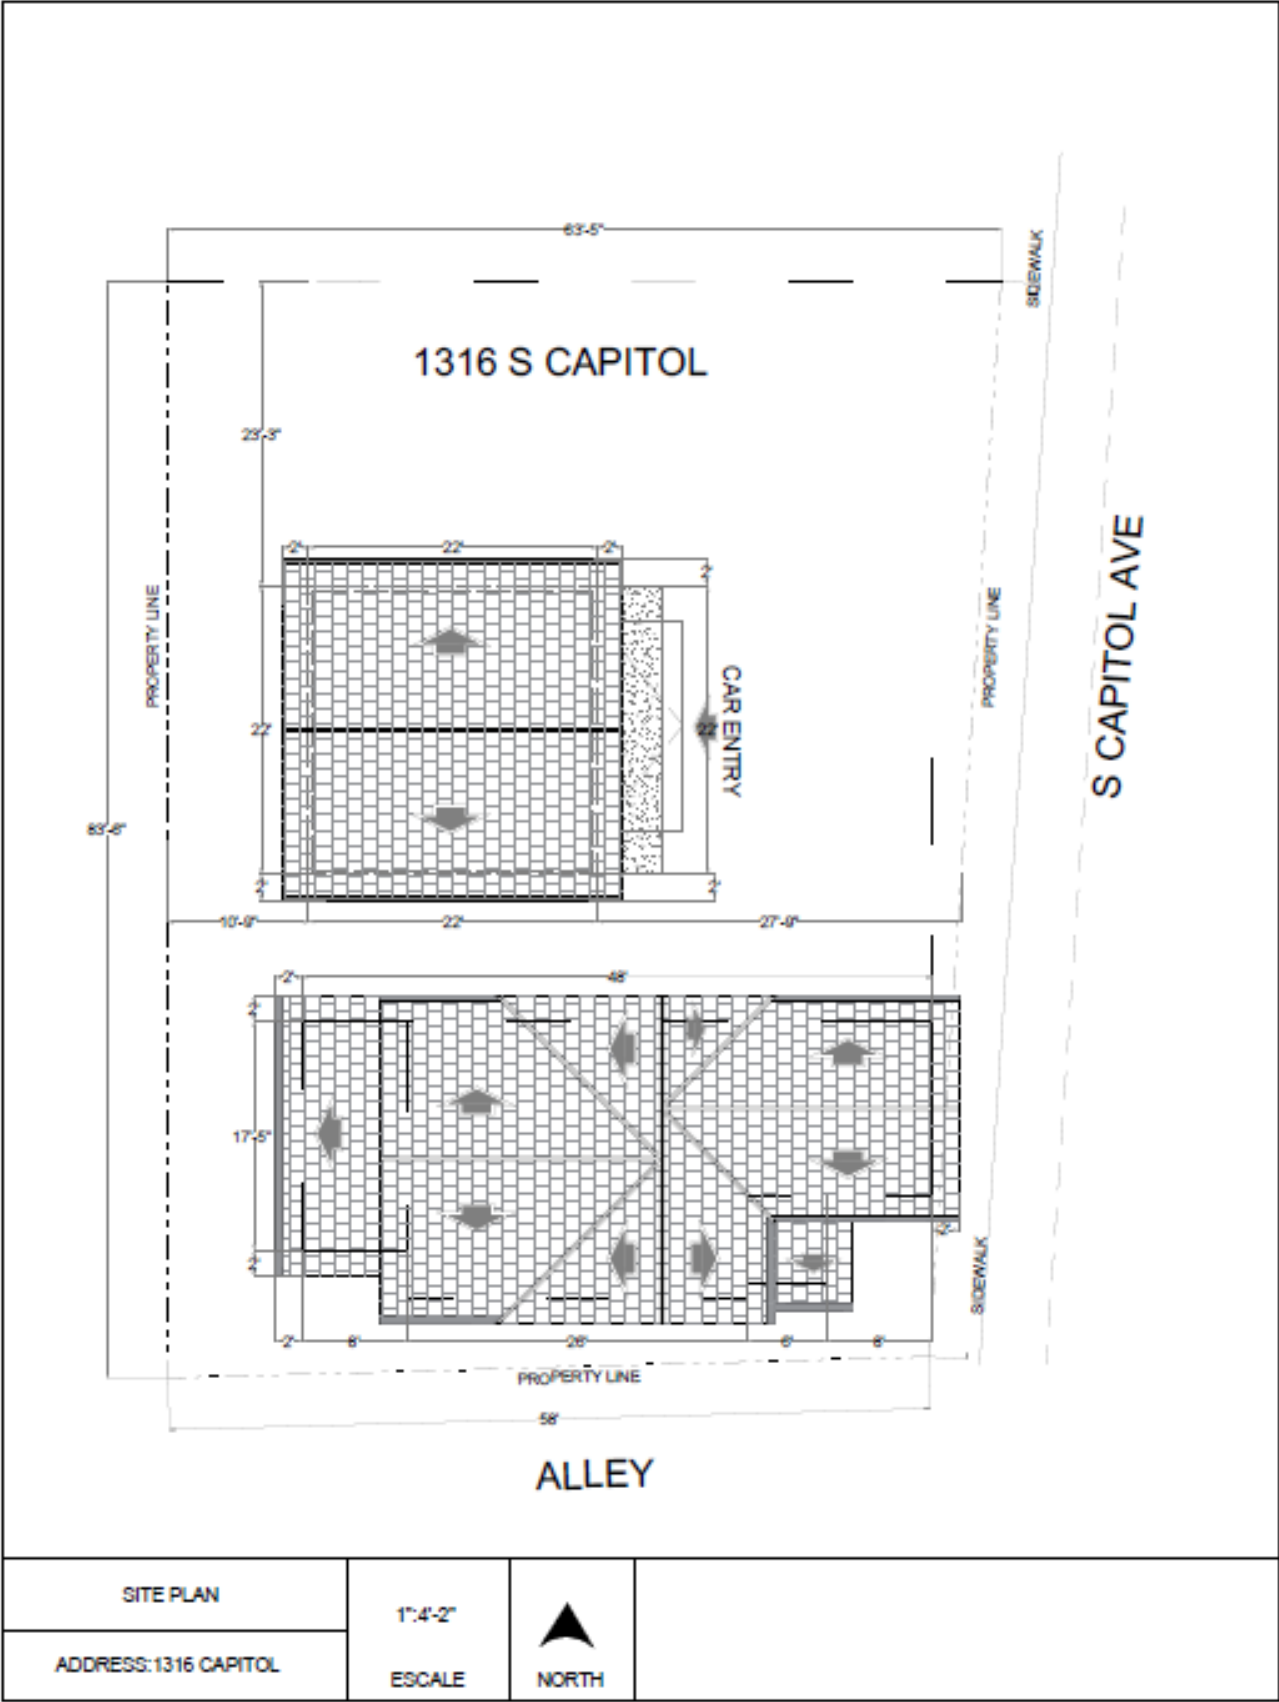 63'-5"
SIDEWALK
1316 S CAPITOL
23'-3"
2'
22'
2'
2'
PROPERTY LINE
PROPERTY LINE
S CAPITOL AVE
CAR ENTRY
22'
22'
83'-6"
2'
2'
10'-9"
22'
27'-9"
2'
48'
2'
17'-5"
2'
2'
SIDEWALK
2'
8'
26'
6'
8'
PROPERTY LINE
58'
ALLEY
SITE PLAN
1":4'-2"
ADDRESS:1316 CAPITOL
ESCALE
NORTH